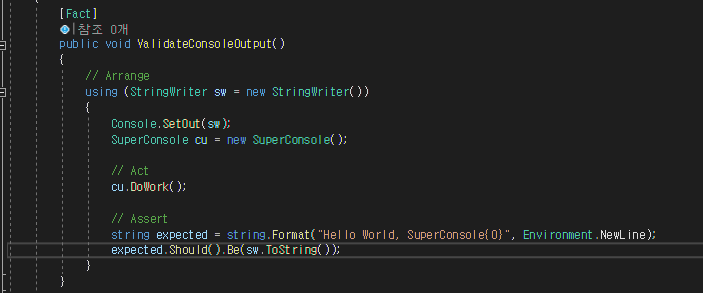 [Fact]
참조 0개
public void ValidateConsoleOutput()
{
// Arrange
using (StringWriter sw = new StringWriter())
{
Console.SetOut(sw);
SuperConsole cu = new SuperConsole();
// Act
cu.DoWork();
// Assert
string expected = string.Format("Hello World, SuperConsole{0}", Environment.NewLine);
expected.Should().Be(sw.ToString());
}
}